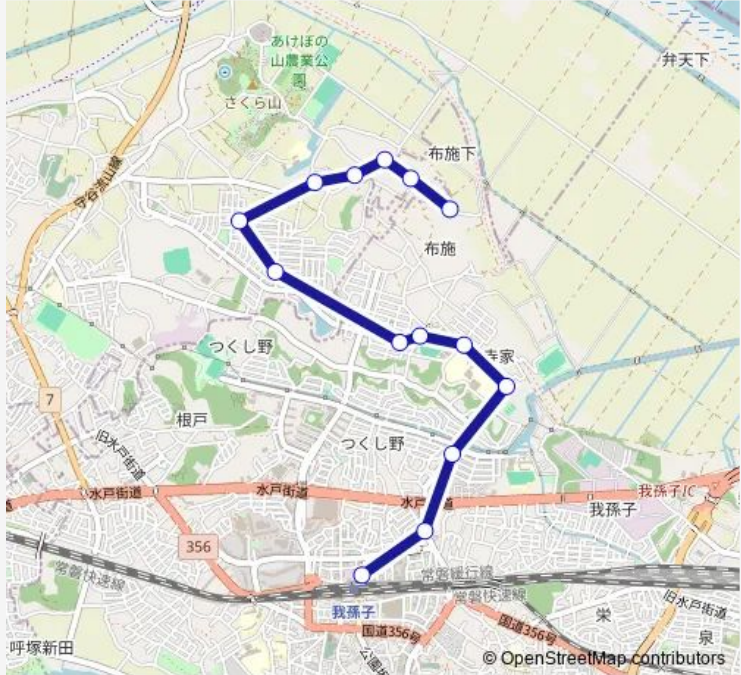 あけぼの
山農業公
園
さくら山
弁天下
守谷流山線
布施下
布施
つくし野
寺家
7
根戸
つくし野
旧水戸街道
水戸街道
水戸街道
我孫子IC
我孫子
356
常磐快速線
常磐緩行線
常磐快速線
我孫子
国道356号
国道356号
旧水戸街道
栄
泉
呼塚新田
© OpenStreetMap contributors